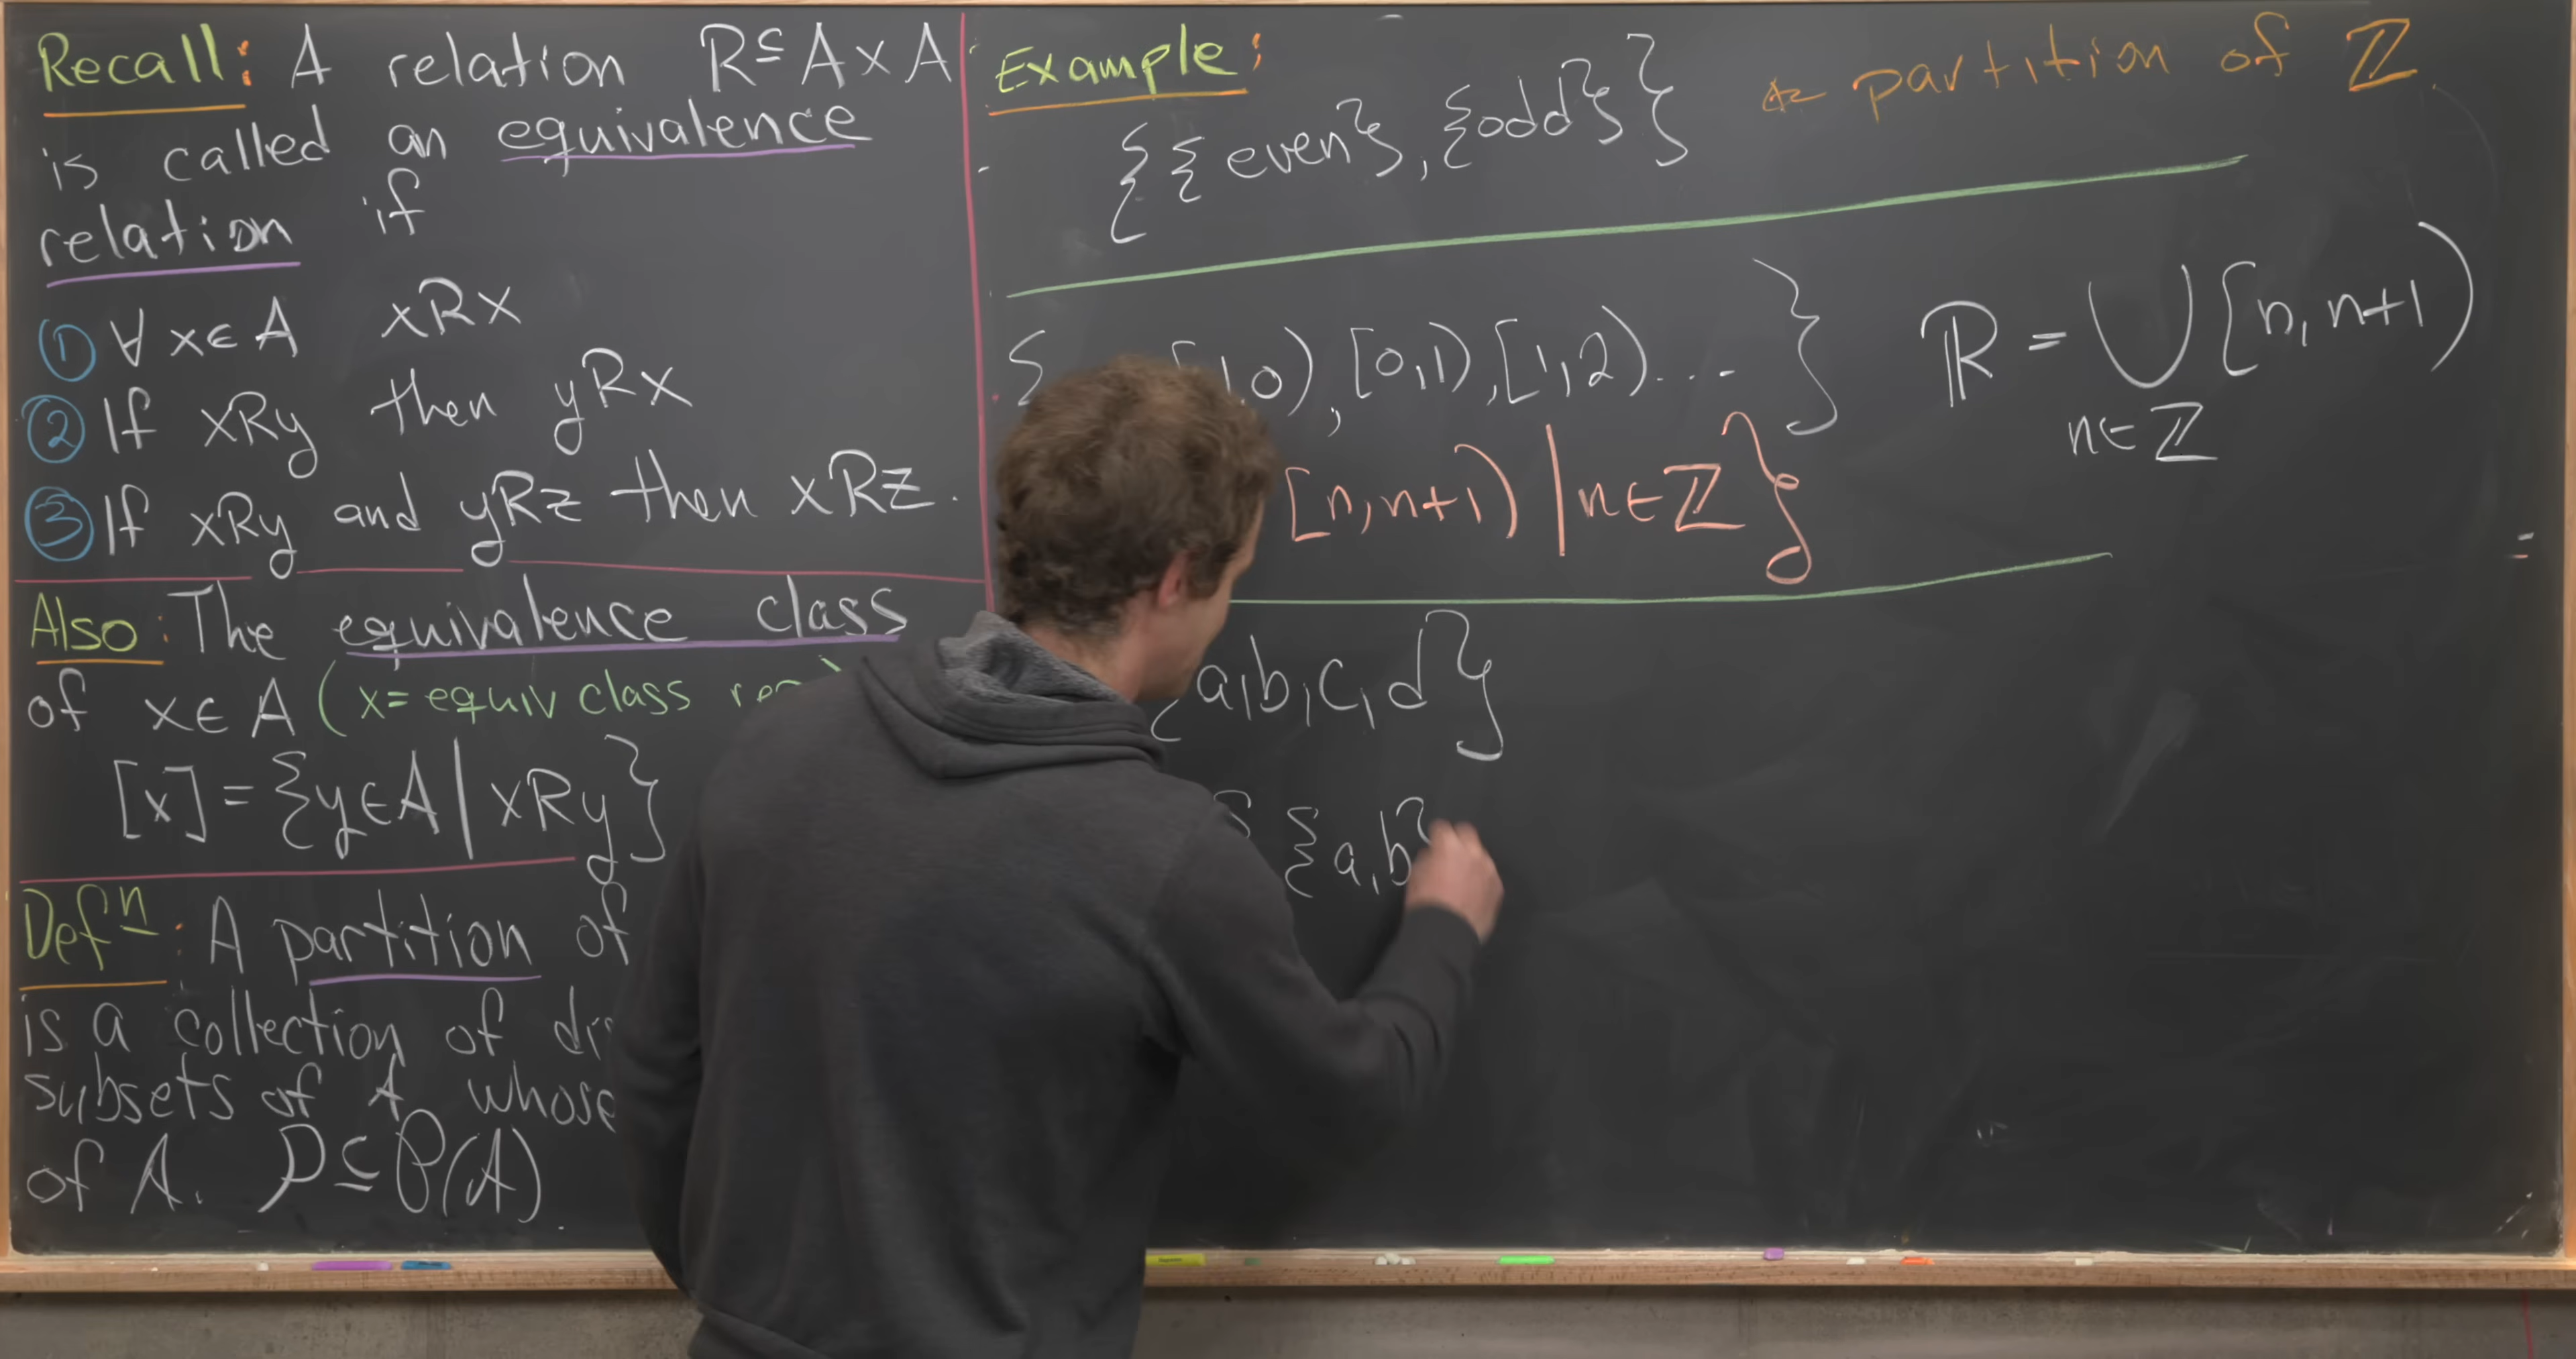 Recall: A relation R⊆A×A
is called an equivalence
relation if
① ∀x∈A xRx
② If xRy then yRx
③ If xRy and yRz then xRz.
Also: The equivalence class
of x∈A (x=equiv class
[x]={y∈A|xRy}
Defⁿ: A partition of
is a collection of
subsets of A whose
of A. P⊆P(A).
Example:
{{even},{odd}} ← partition of ℤ.
{ ,0),[0,1),[1,2)...} ℝ = ⋃ [n,n+1)
n∈ℤ
[n,n+1)|n∈ℤ}
{a,b,c,d}
{ {a,b}